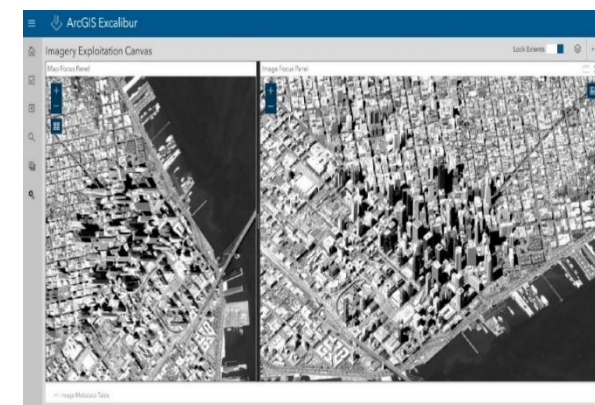 ArcGIS Excalibur
Imagery Exploitation Canvas
Lock Extents
Map Focus Panel
Image Focus Panel
+
−
+
−
Image Metadata Table